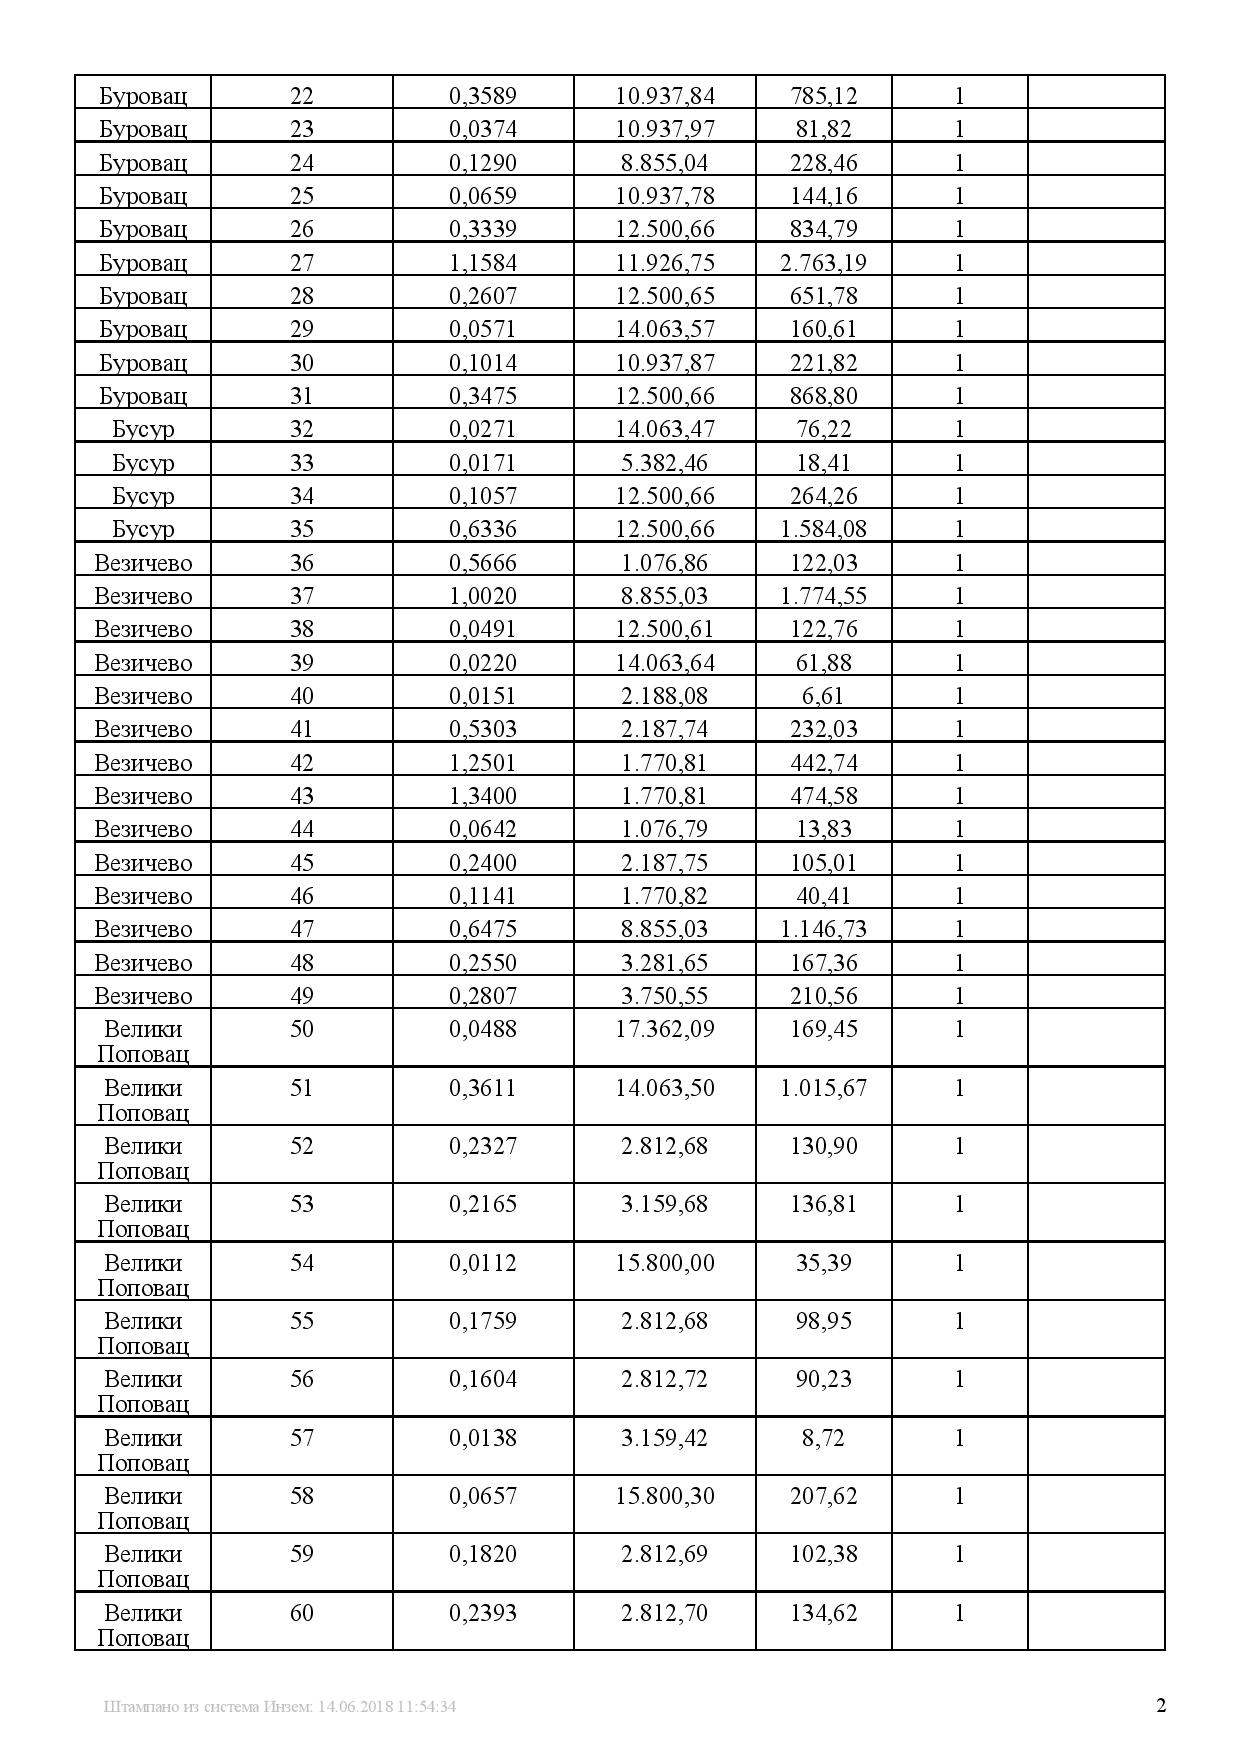 Буровац 22 0,3589 10.937,84 785,12 1
Буровац 23 0,0374 10.937,97 81,82 1
Буровац 24 0,1290 8.855,04 228,46 1
Буровац 25 0,0659 10.937,78 144,16 1
Буровац 26 0,3339 12.500,66 834,79 1
Буровац 27 1,1584 11.926,75 2.763,19 1
Буровац 28 0,2607 12.500,65 651,78 1
Буровац 29 0,0571 14.063,57 160,61 1
Буровац 30 0,1014 10.937,87 221,82 1
Буровац 31 0,3475 12.500,66 868,80 1
Бусур 32 0,0271 14.063,47 76,22 1
Бусур 33 0,0171 5.382,46 18,41 1
Бусур 34 0,1057 12.500,66 264,26 1
Бусур 35 0,6336 12.500,66 1.584,08 1
Везичево 36 0,5666 1.076,86 122,03 1
Везичево 37 1,0020 8.855,03 1.774,55 1
Везичево 38 0,0491 12.500,61 122,76 1
Везичево 39 0,0220 14.063,64 61,88 1
Везичево 40 0,0151 2.188,08 6,61 1
Везичево 41 0,5303 2.187,74 232,03 1
Везичево 42 1,2501 1.770,81 442,74 1
Везичево 43 1,3400 1.770,81 474,58 1
Везичево 44 0,0642 1.076,79 13,83 1
Везичево 45 0,2400 2.187,75 105,01 1
Везичево 46 0,1141 1.770,82 40,41 1
Везичево 47 0,6475 8.855,03 1.146,73 1
Везичево 48 0,2550 3.281,65 167,36 1
Везичево 49 0,2807 3.750,55 210,56 1
Велики 50 0,0488 17.362,09 169,45 1
Поповац
Велики 51 0,3611 14.063,50 1.015,67 1
Поповац
Велики 52 0,2327 2.812,68 130,90 1
Поповац
Велики 53 0,2165 3.159,68 136,81 1
Поповац
Велики 54 0,0112 15.800,00 35,39 1
Поповац
Велики 55 0,1759 2.812,68 98,95 1
Поповац
Велики 56 0,1604 2.812,72 90,23 1
Поповац
Велики 57 0,0138 3.159,42 8,72 1
Поповац
Велики 58 0,0657 15.800,30 207,62 1
Поповац
Велики 59 0,1820 2.812,69 102,38 1
Поповац
Велики 60 0,2393 2.812,70 134,62 1
Поповац
Штампано из система Инзем: 14.06.2018 11:54:34 2